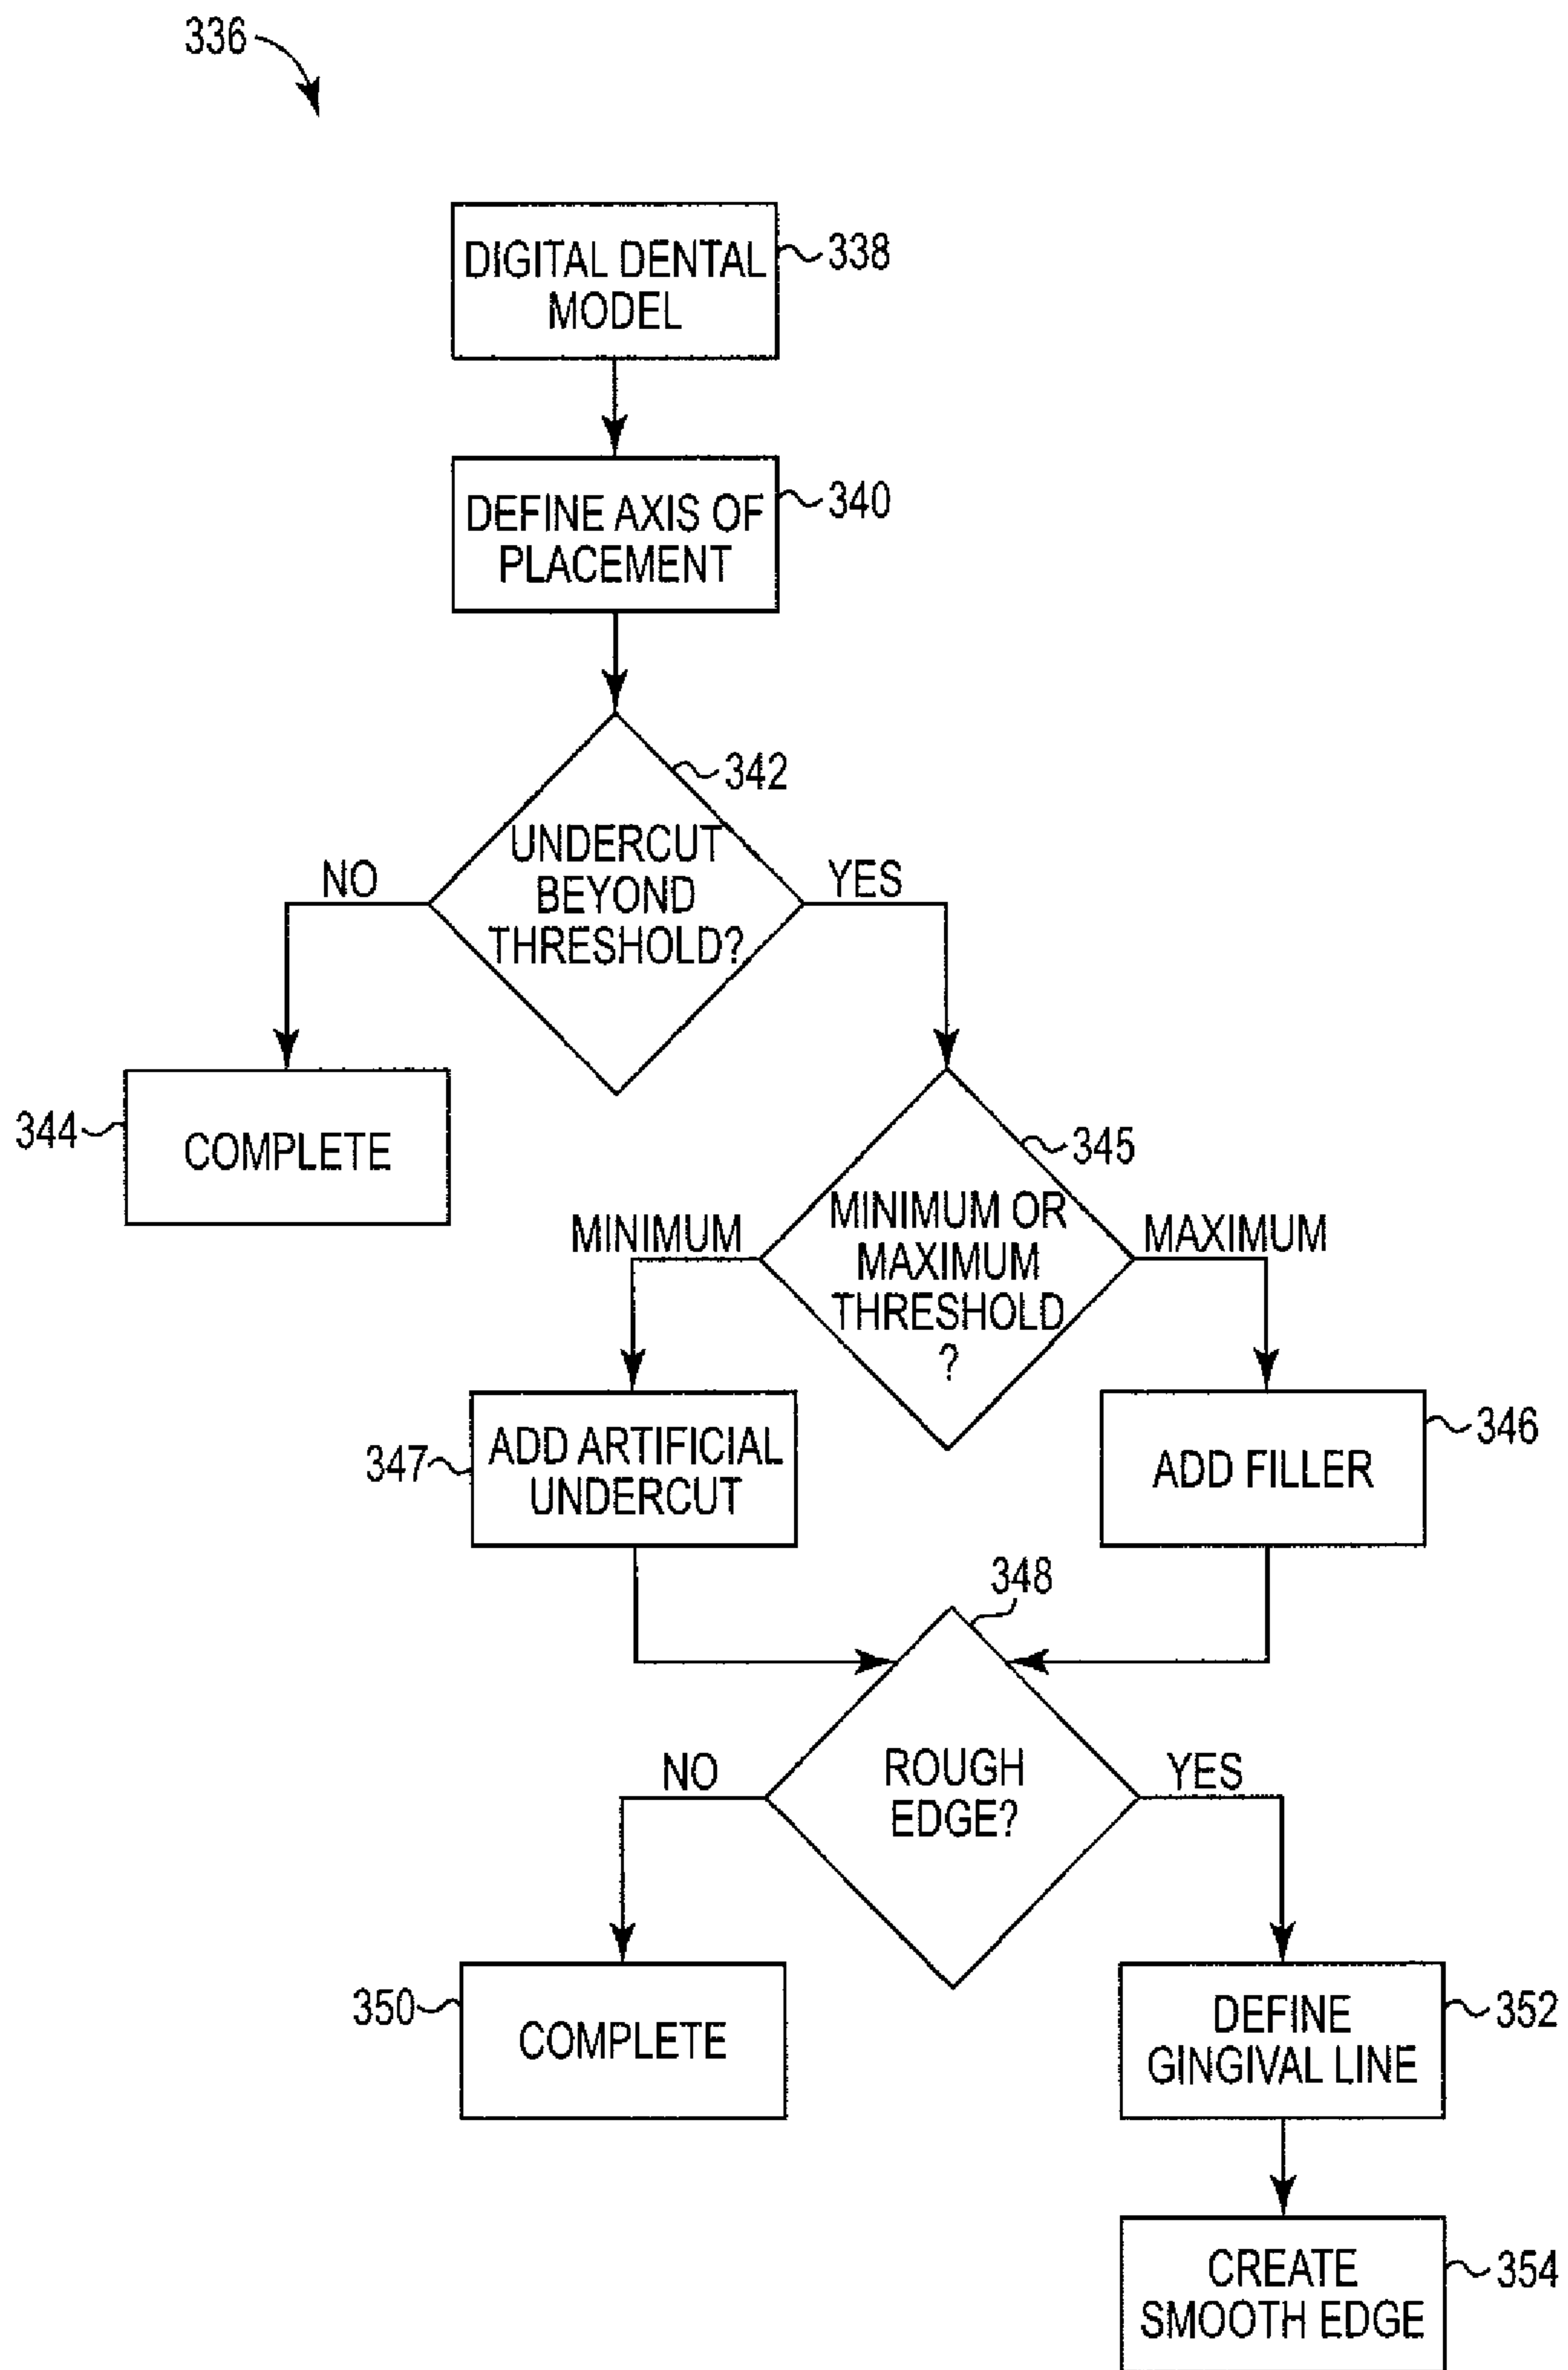 336
DIGITAL DENTAL
MODEL
338
DEFINE AXIS OF
PLACEMENT
340
342
UNDERCUT
BEYOND
THRESHOLD?
NO
YES
344
COMPLETE
345
MINIMUM OR
MAXIMUM
THRESHOLD
?
MINIMUM
MAXIMUM
347
ADD ARTIFICIAL
UNDERCUT
346
ADD FILLER
348
ROUGH
EDGE?
NO
YES
350
COMPLETE
352
DEFINE
GINGIVAL LINE
354
CREATE
SMOOTH EDGE